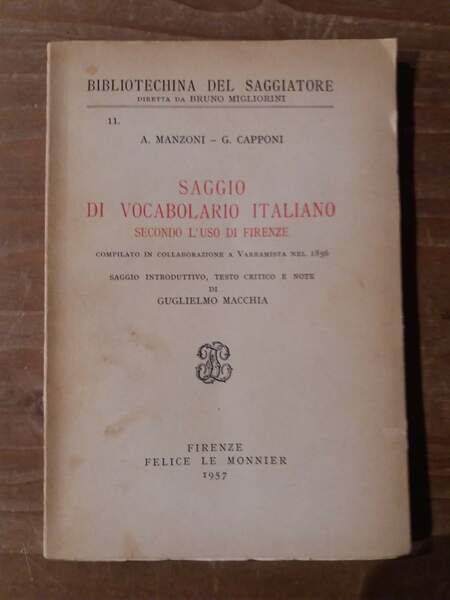 BIBLIOTECHINA DEL SAGGIATORE
DIRETTA DA BRUNO MIGLIORINI
11.
A. MANZONI – G. CAPPONI
SAGGIO
DI VOCABOLARIO ITALIANO
SECONDO L'USO DI FIRENZE
COMPILATO IN COLLABORAZIONE A VARRAMISTA NEL 1856
SAGGIO INTRODUTTIVO, TESTO CRITICO E NOTE
DI
GUGLIELMO MACCHIA
FIRENZE
FELICE LE MONNIER
1957